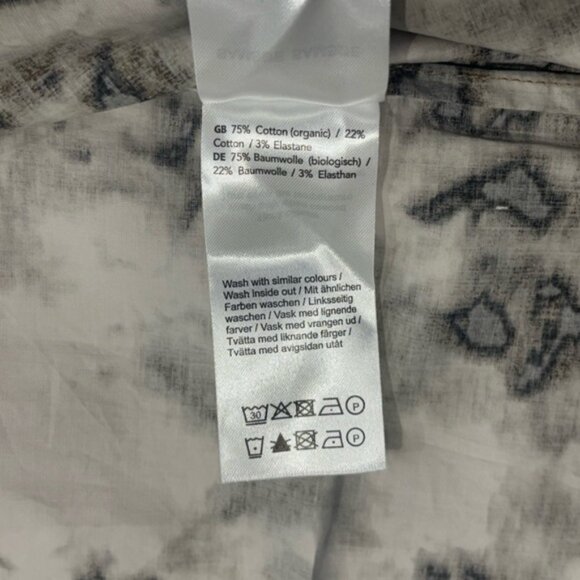 GB 75% Cotton (organic) / 22%
Cotton / 3% Elastane
DE 75% Baumwolle (biologisch) /
22% Baumwolle / 3% Elasthan
Wash with similar colours /
Wash inside out / Mit ähnlichen
Farben waschen / Linksseitig
waschen / Vask med lignende
farver / Vask med vrangen ud /
Tvätta med liknande färger /
Tvätta med avigsidan utåt
30 P
P